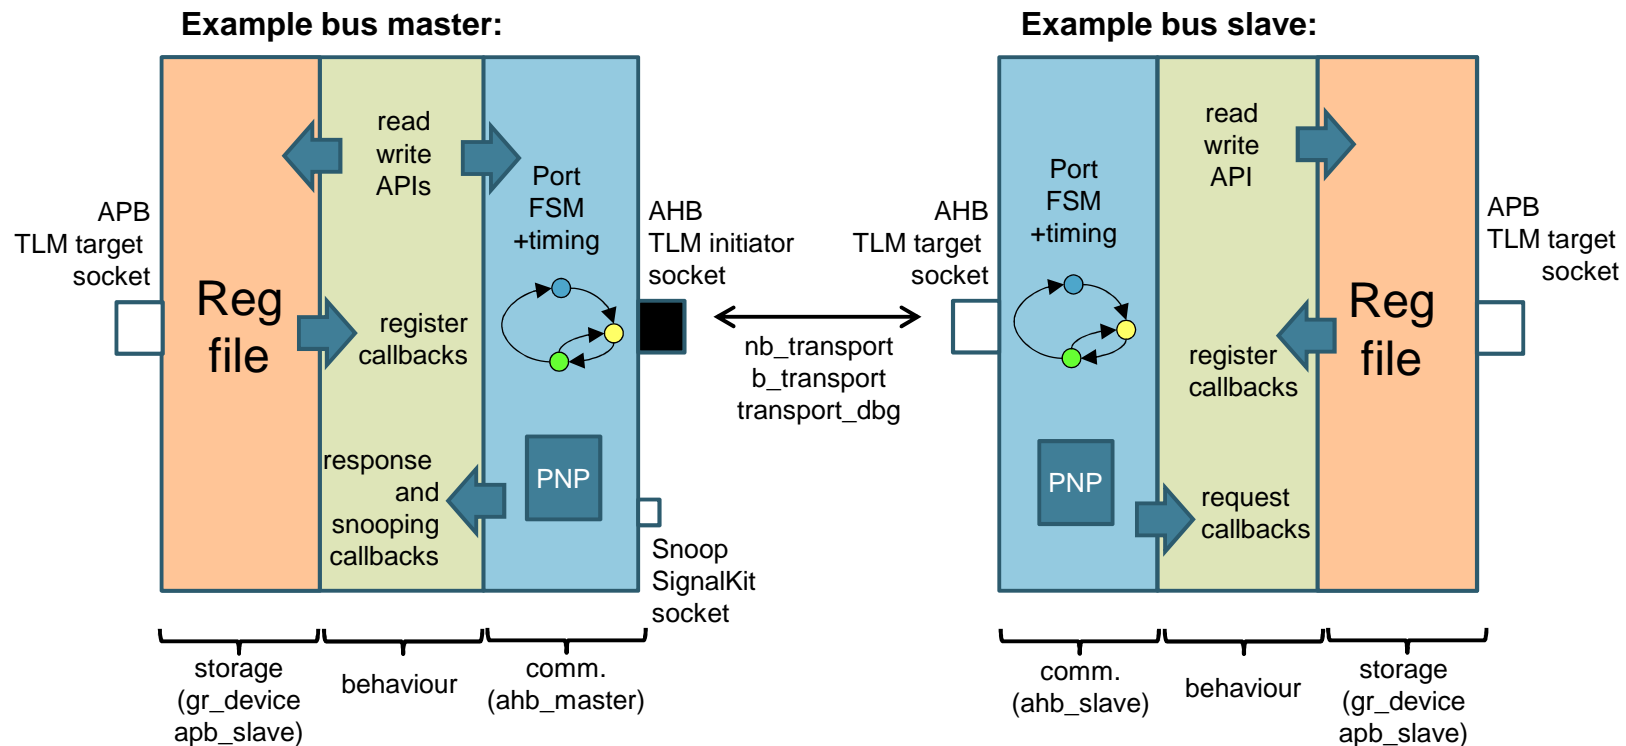 Example bus master:
read
write
APIs
Port
FSM
+timing
APB
TLM target
socket
AHB
TLM initiator
socket
Reg
file
register
callbacks
response
and
snooping
callbacks
PNP
Snoop
SignalKit
socket
storage
(gr_device
apb_slave)
behaviour
comm.
(ahb_master)
nb_transport
b_transport
transport_dbg
Example bus slave:
read
write
API
Port
FSM
+timing
AHB
TLM target
socket
APB
TLM target
socket
Reg
file
register
callbacks
PNP
request
callbacks
comm.
(ahb_slave)
behaviour
storage
(gr_device
apb_slave)